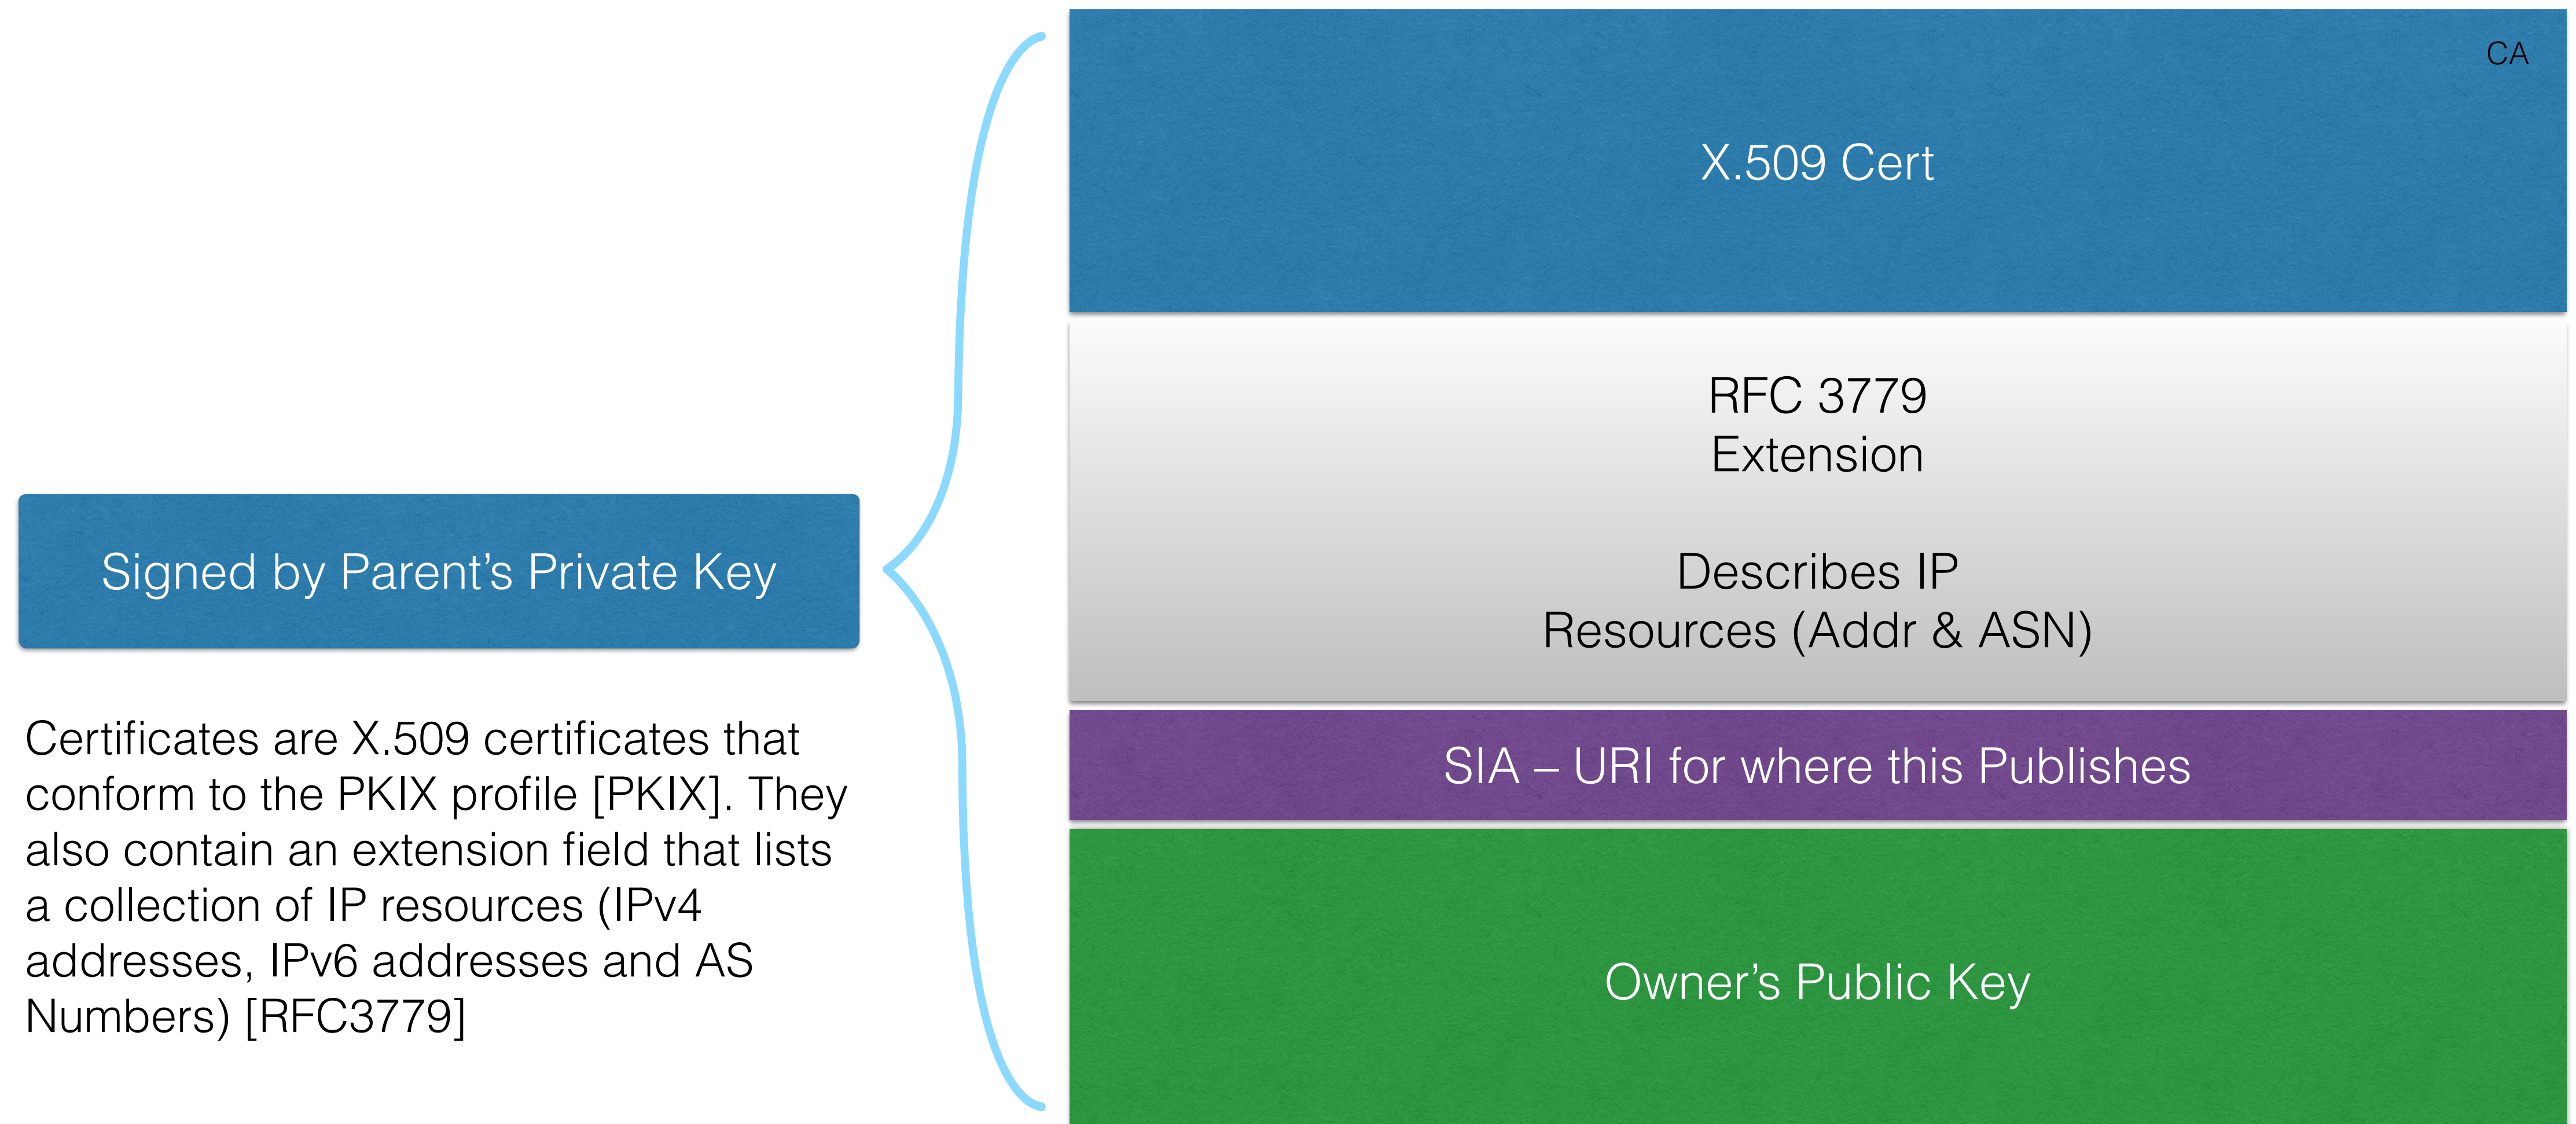 CA
X.509 Cert
RFC 3779
Extension
Describes IP
Resources (Addr & ASN)
Signed by Parent’s Private Key
SIA – URI for where this Publishes
Owner’s Public Key
Certificates are X.509 certificates that
conform to the PKIX profile [PKIX]. They
also contain an extension field that lists
a collection of IP resources (IPv4
addresses, IPv6 addresses and AS
Numbers) [RFC3779]